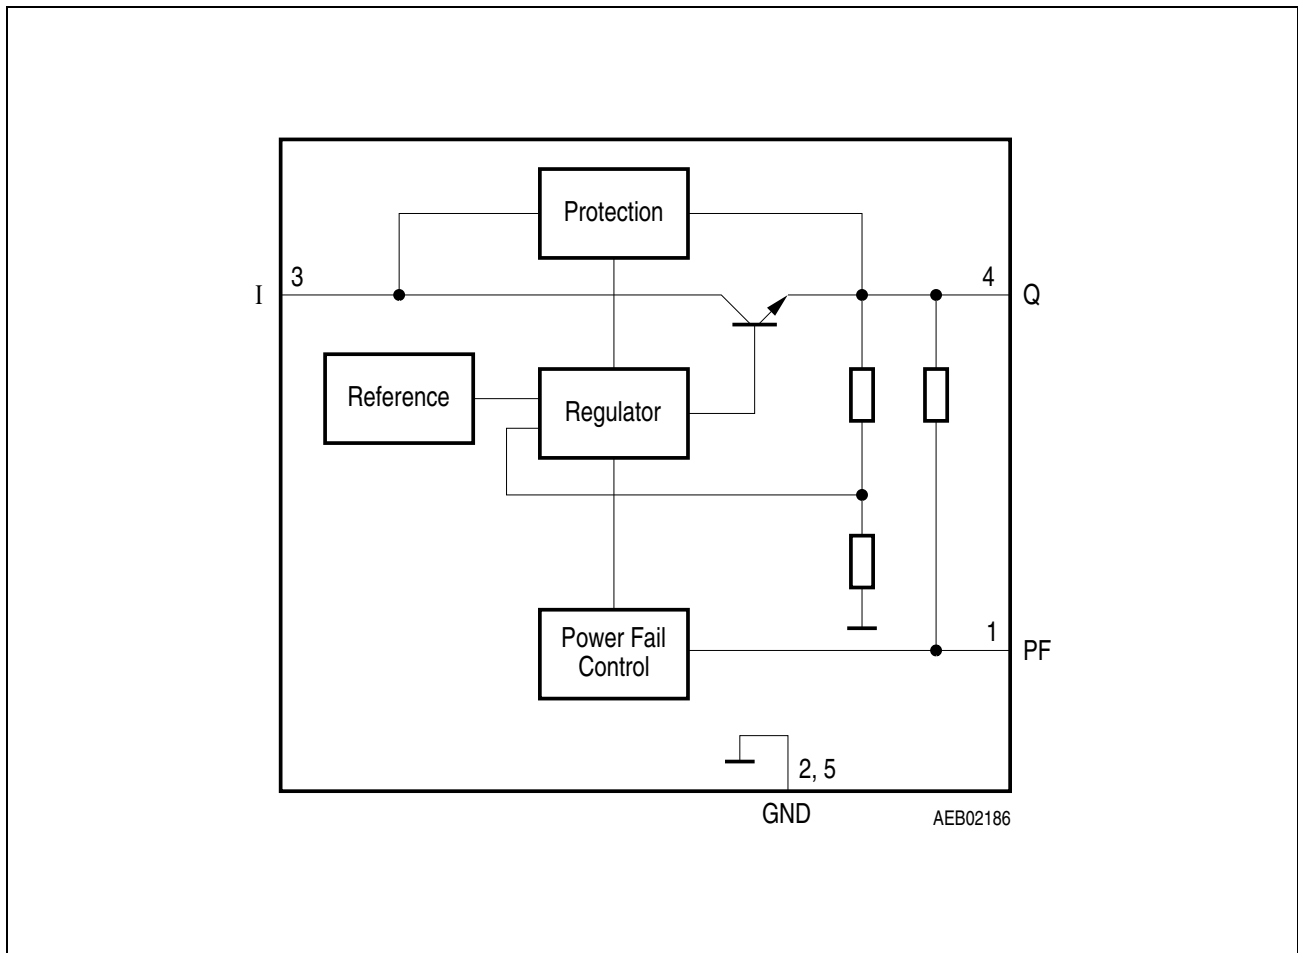 Protection
3
4
I
Q
Reference
Regulator
Power Fail
Control
1
PF
2, 5
GND
AEB02186